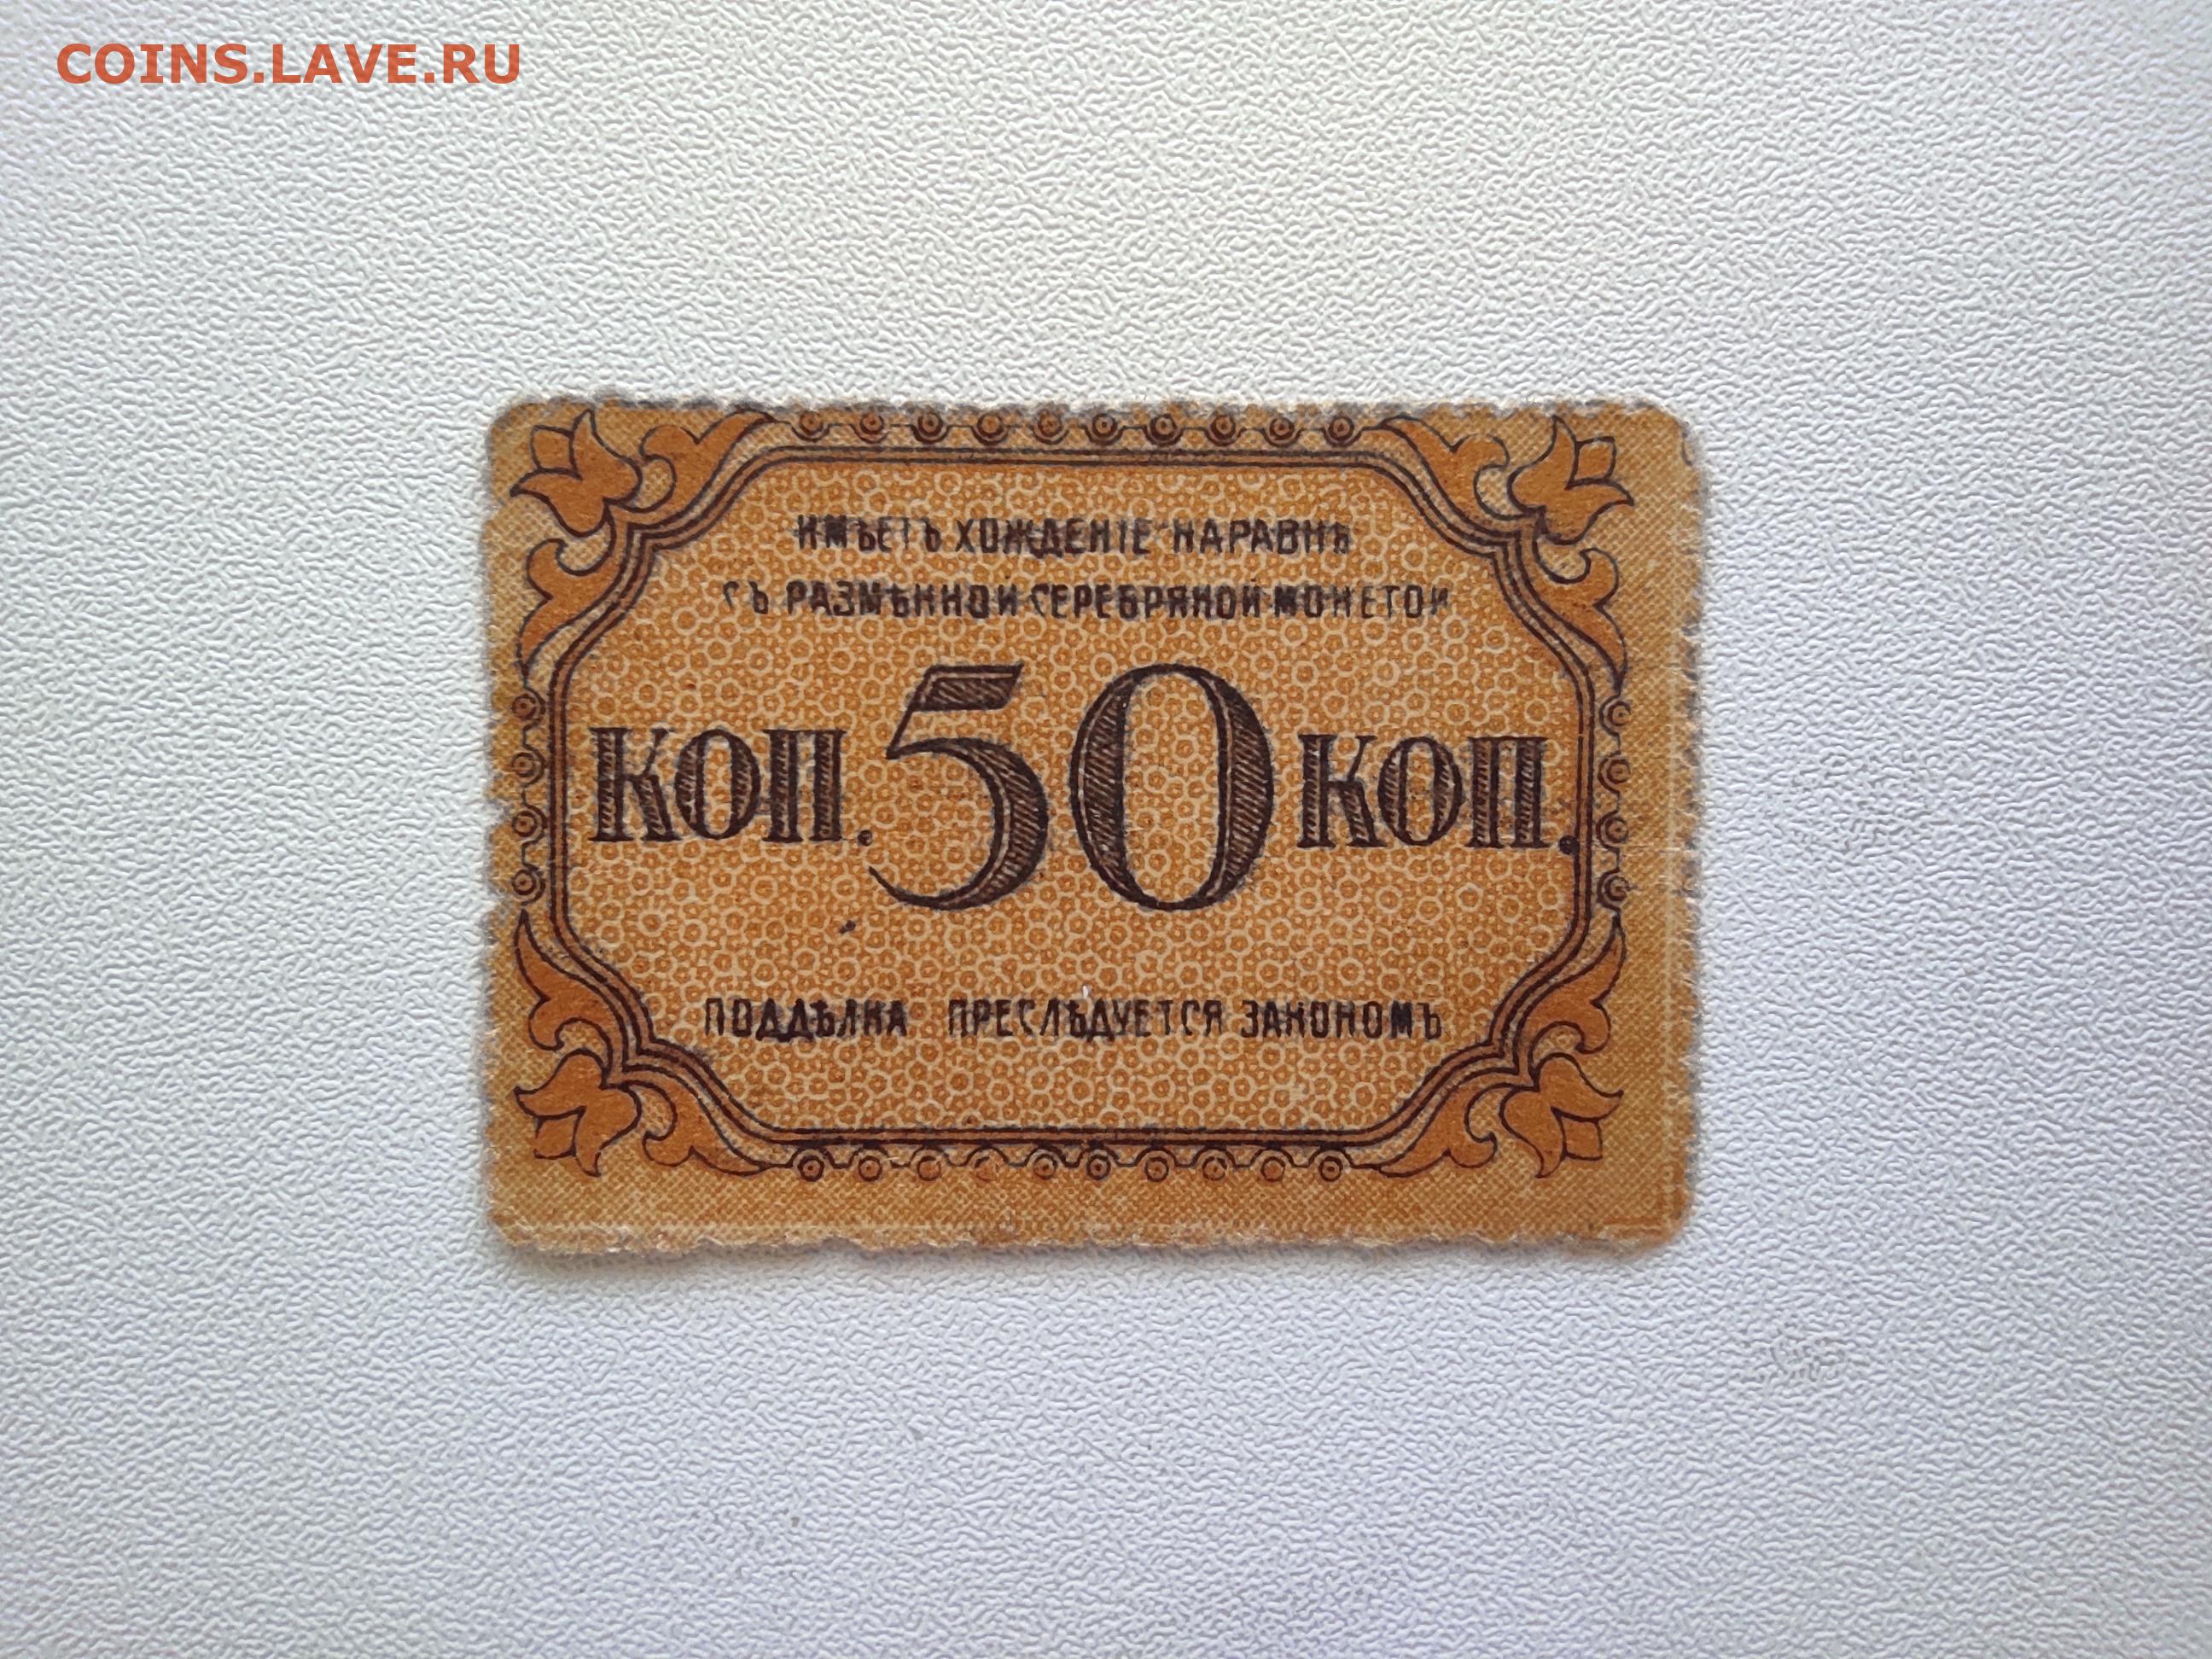 COINS.LAVE.RU
ИМѢЕТЪ ХОЖДЕНІЕ НАРАВНѢ
СЪ РАЗМѢННОЙ СЕРЕБРЯНОЙ МОНЕТОЙ
КОП. 50 КОП.
ПОДДѢЛКА ПРЕСЛѢДУЕТСЯ ЗАКОНОМЪ